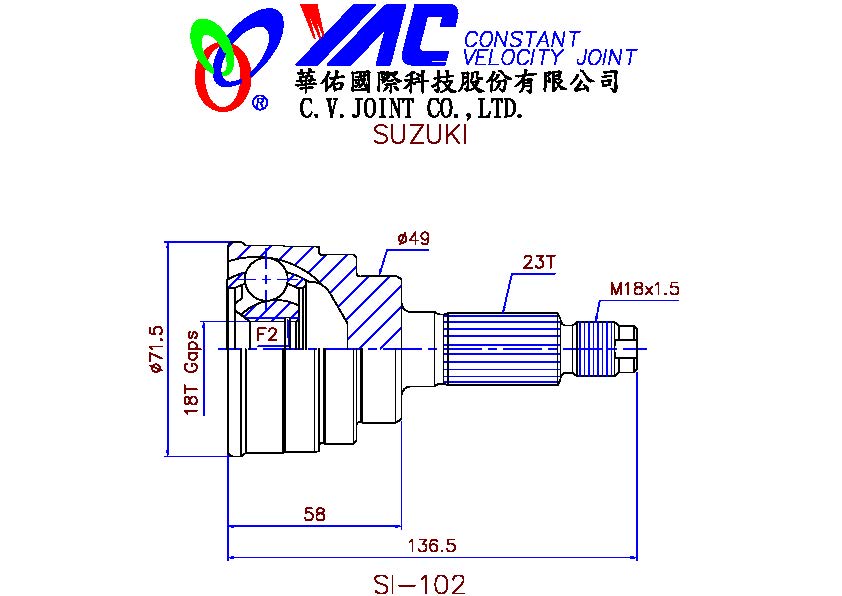 YAC CONSTANT
VELOCITY JOINT
華佑國際科技股份有限公司
® C.V.JOINT CO.,LTD.
SUZUKI
ø49
23T
M18x1.5
F2
ø71.5
18T Gaps
58
136.5
SI-102